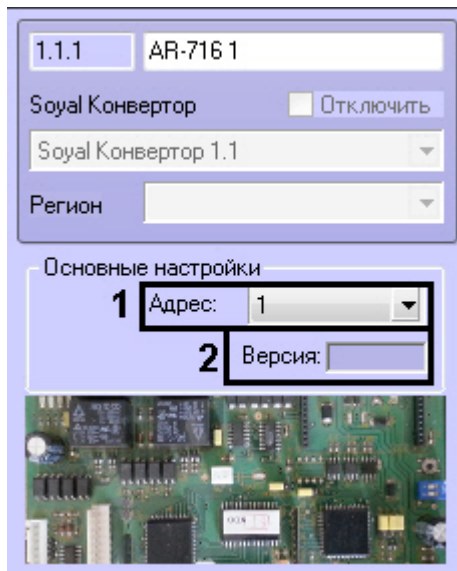 1.1.1 AR-716 1
Soyal Конвертор Отключить
Soyal Конвертор 1.1
Регион
Основные настройки
1 Адрес: 1
2 Версия: